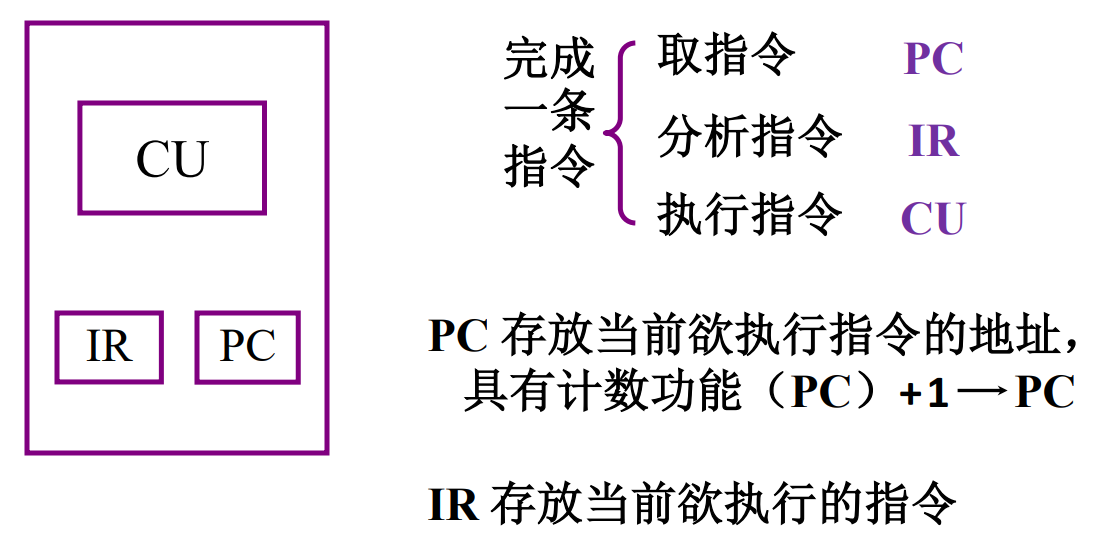 CU
IR PC
完成
一条
指令
取指令 PC
分析指令 IR
执行指令 CU
PC 存放当前欲执行指令的地址，
具有计数功能（PC）+1→PC
IR 存放当前欲执行的指令